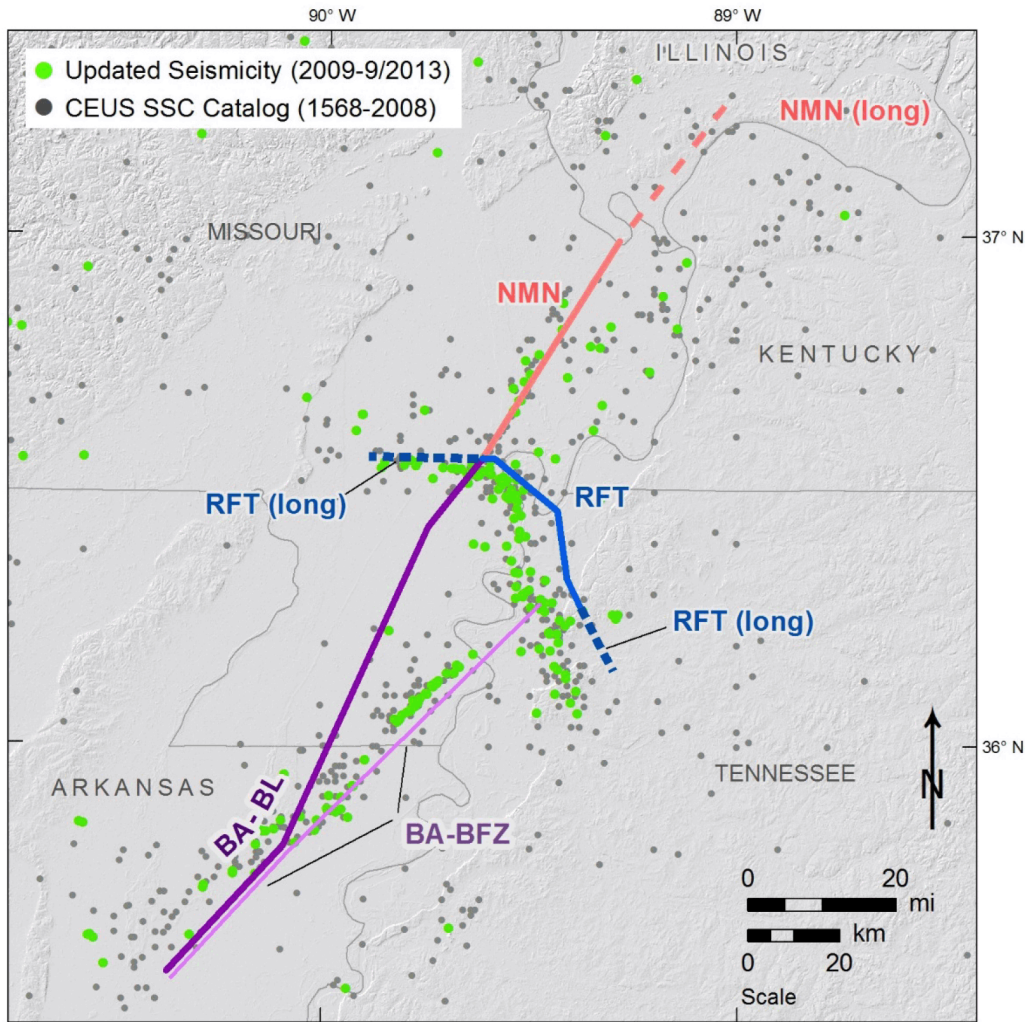 90° W
89° W
Updated Seismicity (2009-9/2013)
CEUS SSC Catalog (1568-2008)
ILLINOIS
NMN (long)
MISSOURI
37° N
NMN
KENTUCKY
RFT (long)
RFT
RFT (long)
36° N
ARKANSAS
TENNESSEE
N
BA-BL
BA-BFZ
0 20
mi
km
0 20
Scale